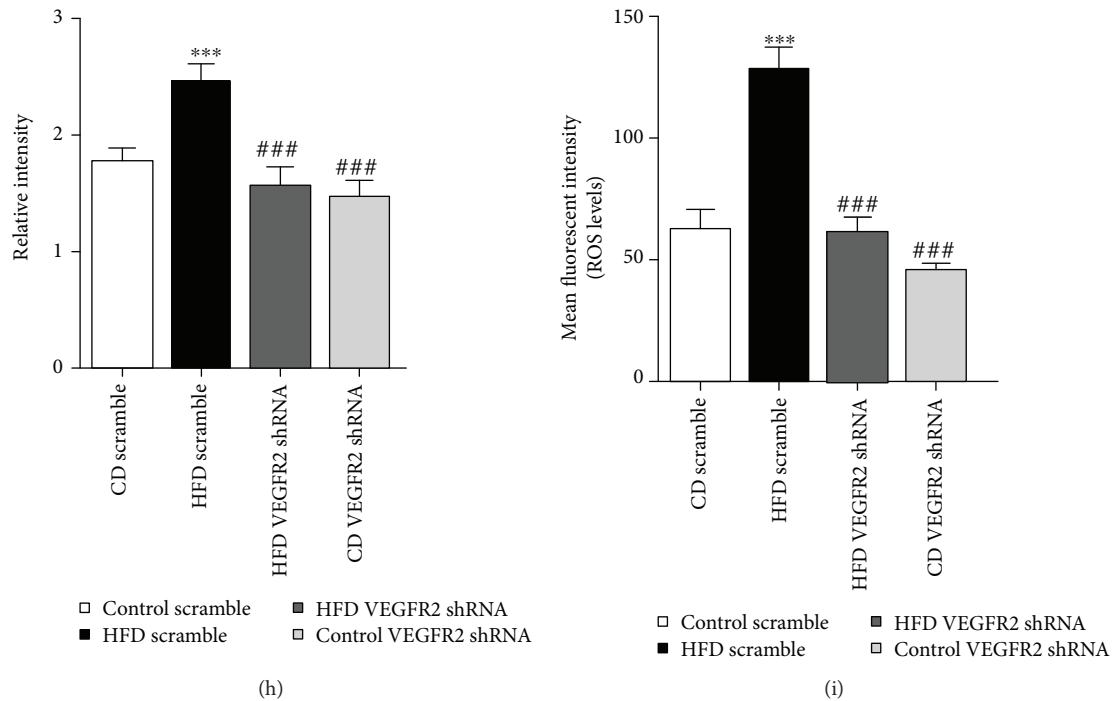 3
2
1
0
Relative intensity
***
###
###
CD scramble
HFD scramble
HFD VEGFR2 shRNA
CD VEGFR2 shRNA
Control scramble
HFD scramble
HFD VEGFR2 shRNA
Control VEGFR2 shRNA
(h)
150
100
50
0
Mean fluorescent intensity
(ROS levels)
***
###
###
CD scramble
HFD scramble
HFD VEGFR2 shRNA
CD VEGFR2 shRNA
Control scramble
HFD scramble
HFD VEGFR2 shRNA
Control VEGFR2 shRNA
(i)